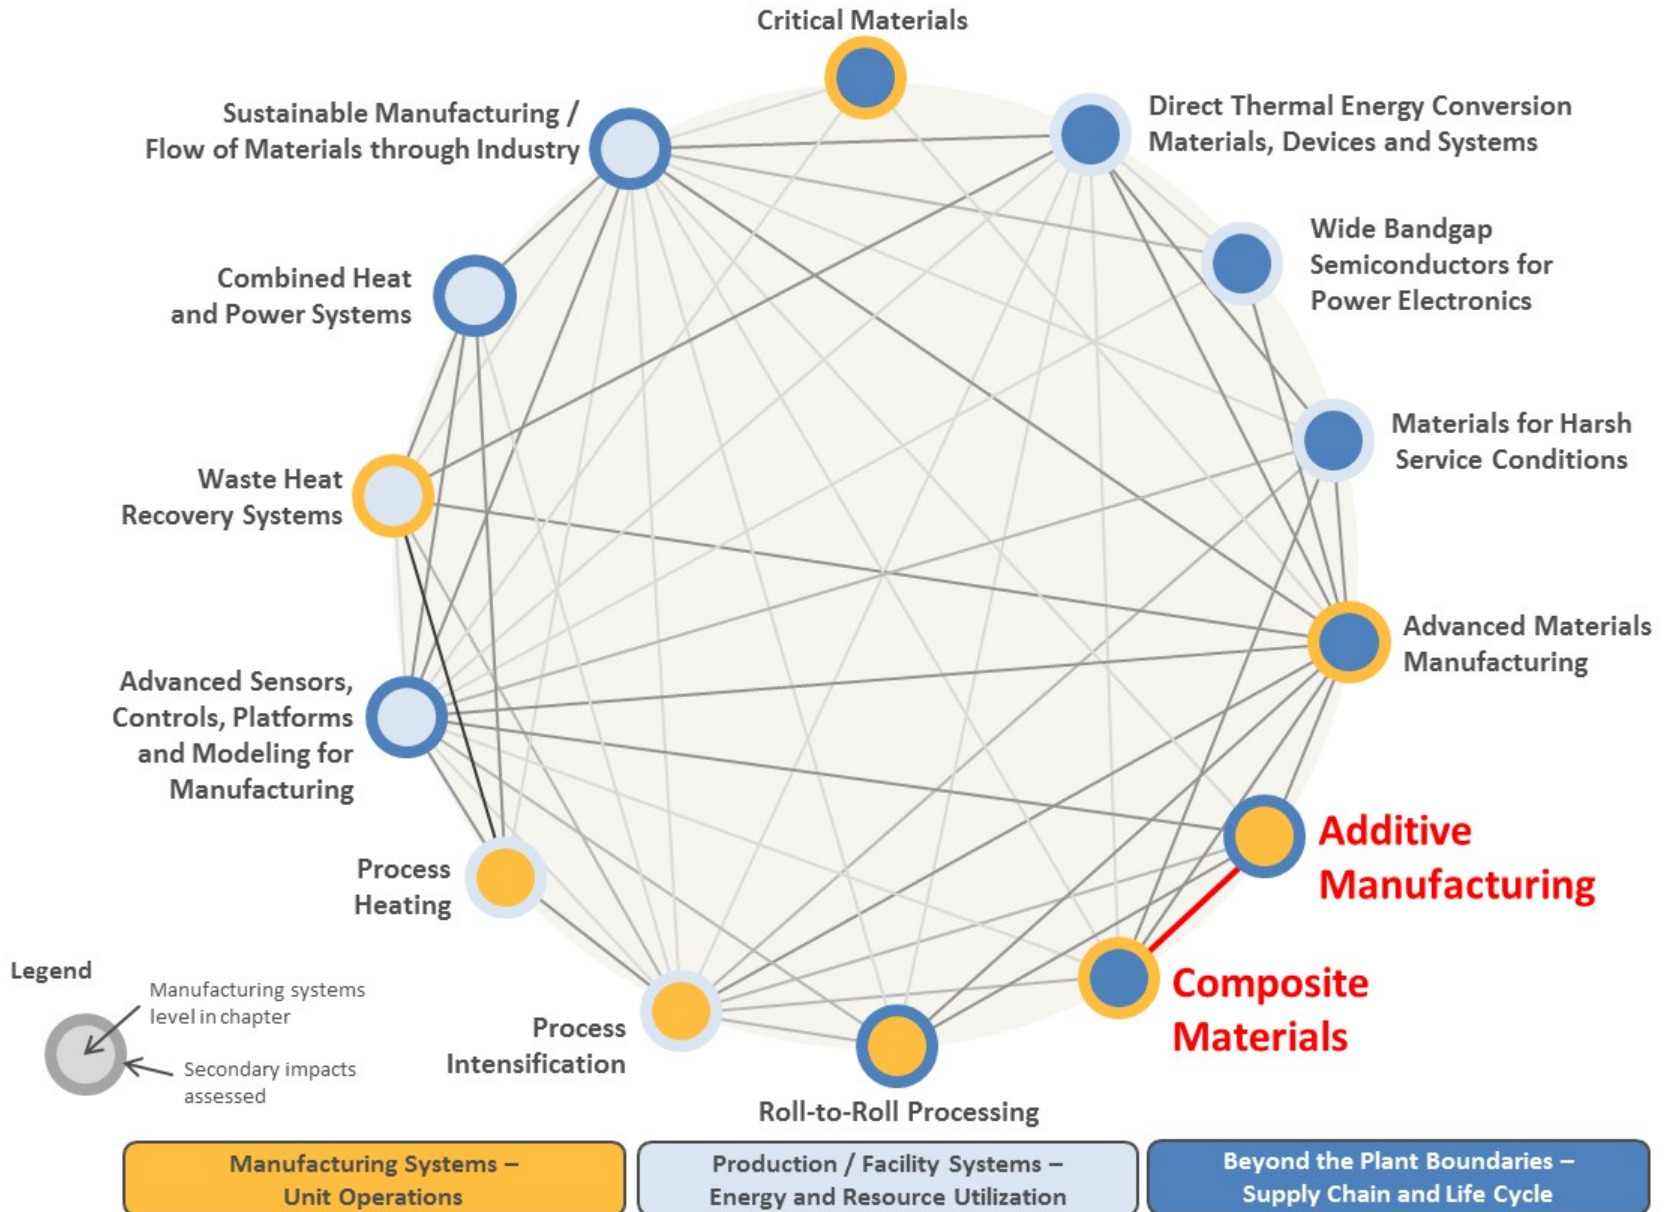 Critical Materials
Sustainable Manufacturing /
Flow of Materials through Industry
Direct Thermal Energy Conversion
Materials, Devices and Systems
Wide Bandgap
Semiconductors for
Power Electronics
Combined Heat
and Power Systems
Materials for Harsh
Service Conditions
Waste Heat
Recovery Systems
Advanced Materials
Manufacturing
Advanced Sensors,
Controls, Platforms
and Modeling for
Manufacturing
Additive
Manufacturing
Process
Heating
Composite
Materials
Process
Intensification
Roll-to-Roll Processing
Legend
Manufacturing systems
level in chapter
Secondary impacts
assessed
Manufacturing Systems –
Unit Operations
Production / Facility Systems –
Energy and Resource Utilization
Beyond the Plant Boundaries –
Supply Chain and Life Cycle